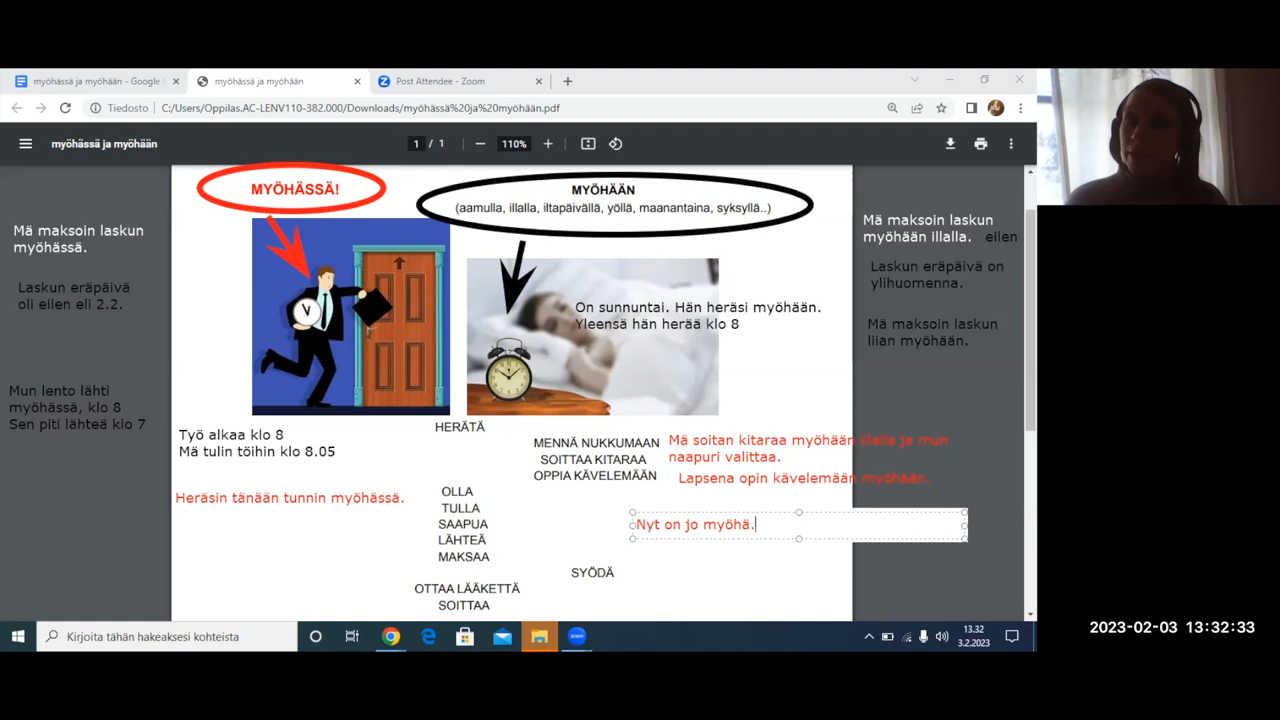 myöhässä ja myöhään - Google
myöhässä ja myöhään
Post Attendee - Zoom
Tiedosto
C:/Users/Oppilas.AC-LENV110-382.000/Downloads/myöhässä%20ja%20myöhään.pdf
myöhässä ja myöhään
1 / 1
110%
MYÖHÄSSÄ!
MYÖHÄÄN
(aamulla, illalla, iltapäivällä, yöllä, maanantaina, syksyllä..)
Mä maksoin laskun
myöhässä.
Laskun eräpäivä
oli eilen eli 2.2.
Mun lento lähti
myöhässä, klo 8
Sen piti lähteä klo 7
On sunnuntai. Hän heräsi myöhään.
Yleensä hän herää klo 8
Mä maksoin laskun
myöhään illalla. eilen
Laskun eräpäivä on
ylihuomenna.
Mä maksoin laskun
liian myöhään.
Työ alkaa klo 8
Mä tulin töihin klo 8.05
Heräsin tänään tunnin myöhässä.
HERÄTÄ
MENNÄ NUKKUMAAN
SOITTAA KITARAA
OPPIA KÄVELEMÄÄN
Mä soitan kitaraa myöhään illalla ja mun
naapuri valittaa.
Lapsena opin kävelemään myöhään.
OLLA
TULLA
SAAPUA
LÄHTEÄ
MAKSAA
Nyt on jo myöhä.
SYÖDÄ
OTTAA LÄÄKETTÄ
SOITTAA
Kirjoita tähän hakeaksesi kohteista
zoom
13.32
3.2.2023
2023-02-03 13:32:33